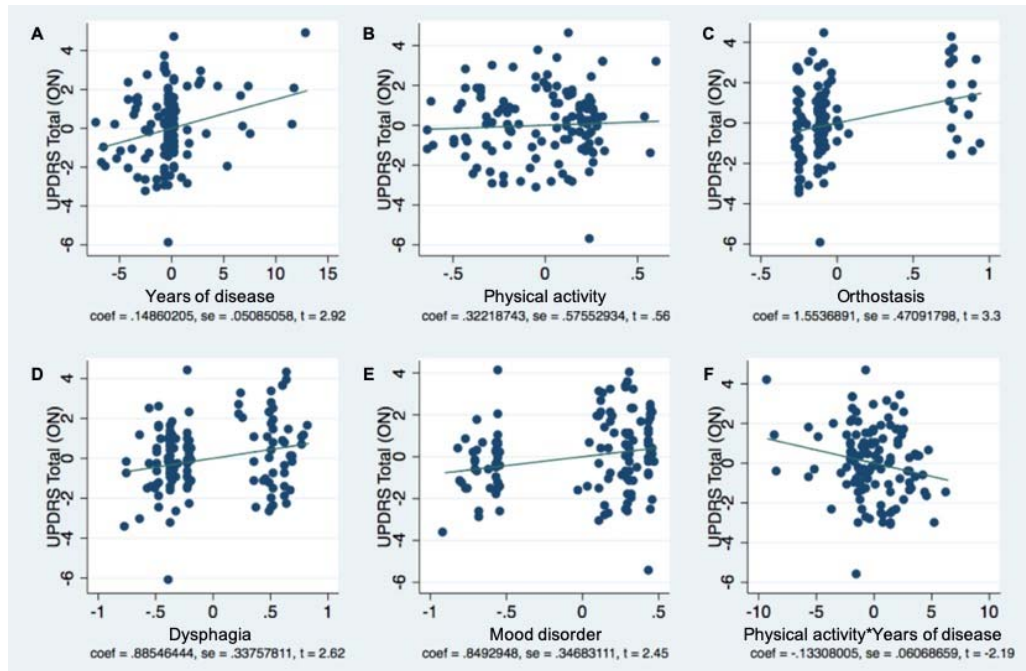 A
UPDRS Total (ON)
4
2
0
-2
-4
-6
-5 0 5 10 15
Years of disease
coef = .14860205, se = .05085058, t = 2.92
B
UPDRS Total (ON)
4
2
0
-2
-4
-6
-.5 0 .5
Physical activity
coef = .32218743, se = .57552934, t = .56
C
UPDRS Total (ON)
4
2
0
-2
-4
-6
-.5 0 .5 1
Orthostasis
coef = 1.5536891, se = .47091798, t = 3.3
D
UPDRS Total (ON)
4
2
0
-2
-4
-6
-1 -.5 0 .5 1
Dysphagia
coef = .88546444, se = .33757811, t = 2.62
E
UPDRS Total (ON)
4
2
0
-2
-4
-6
-1 -.5 0 .5
Mood disorder
coef = .8492948, se = .34683111, t = 2.45
F
UPDRS Total (ON)
4
2
0
-2
-4
-6
-10 -5 0 5 10
Physical activity*Years of disease
coef = -.13308005, se = .06068659, t = -2.19